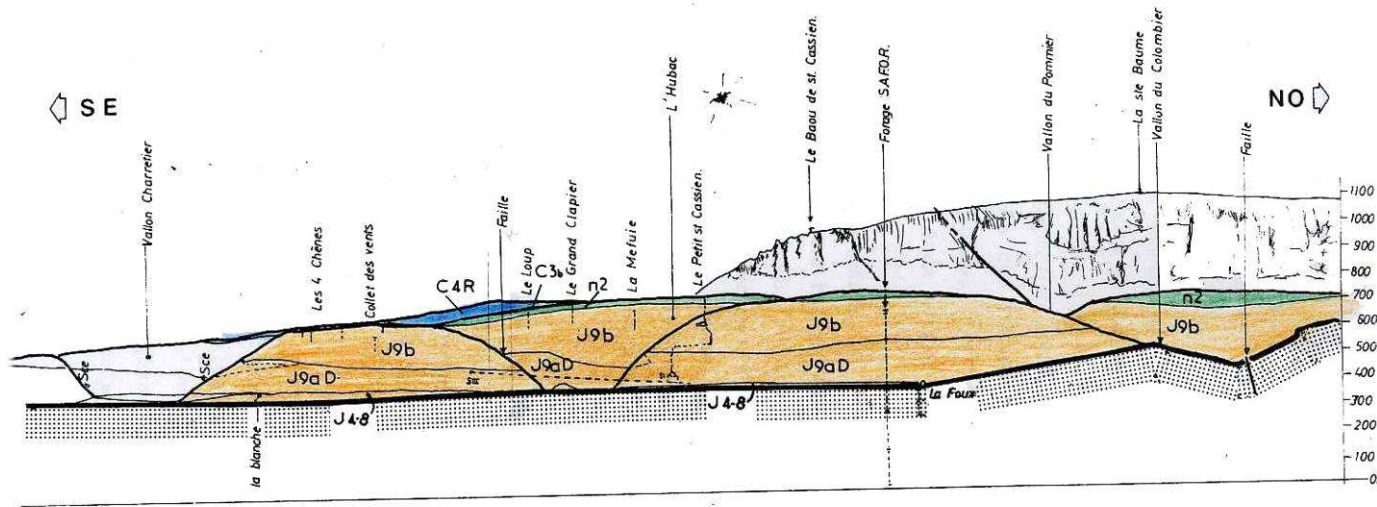 SE
NO
Vallon Charretier
Les 4 Chênes
Collet des vents
Faille
Le Loup
C3b
Le Grand Clapier
n2
La Mefuie
L'Hubac
Le Petit st Cassien.
Le Baou de st. Cassien.
Forage S.A.F.O.R.
Vallon du Pommier
La ste Baume
Vallon du Colombier
Faille
1100
1000
900
800
700
600
500
400
300
200
100
0
C4R
n2
J9b
J9b
J9b
J9b
J9aD
J9aD
J9aD
Sce
Sce
la blanche
J4-8
J4-8
La Foux